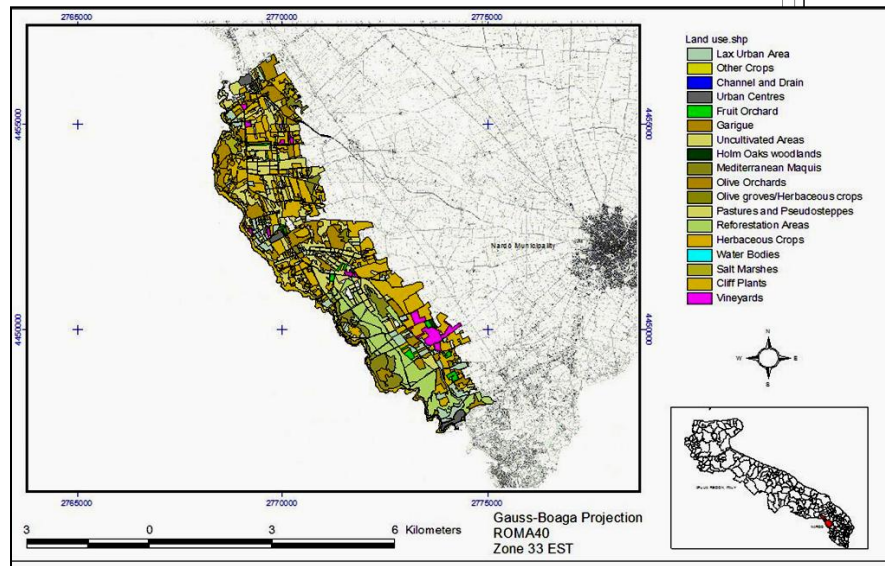 2765000 2770000 2775000
Land use.shp
Lax Urban Area
Other Crops
Channel and Drain
Urban Centres
Fruit Orchard
Garigue
Uncultivated Areas
Holm Oaks woodlands
Mediterranean Maquis
Olive Orchards
Olive groves/Herbaceous crops
Pastures and Pseudosteppes
Reforestation Areas
Herbaceous Crops
Water Bodies
Salt Marshes
Cliff Plants
Vineyards
4455000 4455000
Nardò Municipality
4450000 4450000
N
W E
S
2765000 2770000 2775000
3 0 3 6 Kilometers
Gauss-Boaga Projection
ROMA40
Zone 33 EST